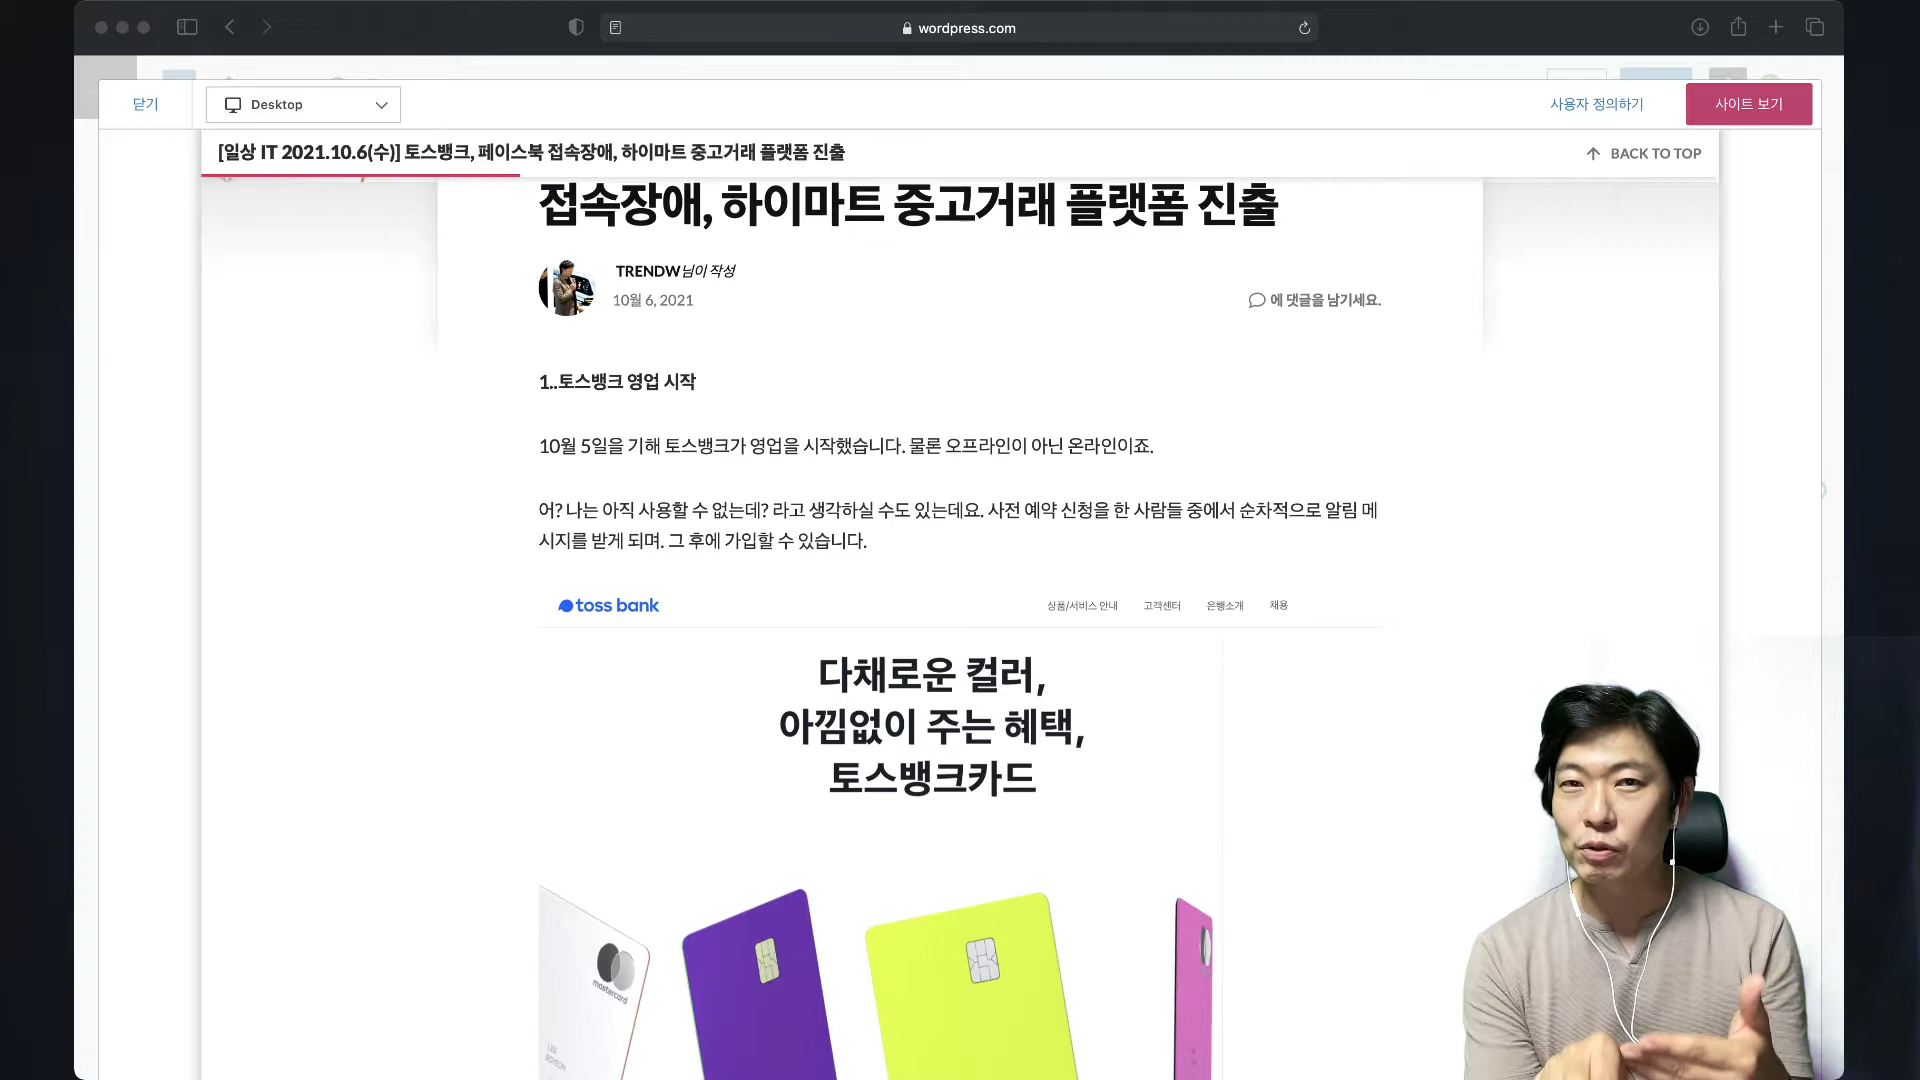 wordpress.com
닫기
Desktop
사용자 정의하기
사이트 보기
[일상 IT 2021.10.6(수)] 토스뱅크, 페이스북 접속장애, 하이마트 중고거래 플랫폼 진출
BACK TO TOP
접속장애, 하이마트 중고거래 플랫폼 진출
TRENDW님이 작성
10월 6, 2021
에 댓글을 남기세요.
1..토스뱅크 영업 시작
10월 5일을 기해 토스뱅크가 영업을 시작했습니다. 물론 오프라인이 아닌 온라인이죠.
어? 나는 아직 사용할 수 없는데? 라고 생각하실 수도 있는데요. 사전 예약 신청을 한 사람들 중에서 순차적으로 알림 메
시지를 받게 되며. 그 후에 가입할 수 있습니다.
toss bank
상품/서비스 안내
고객센터
은행소개
채용
다채로운 컬러,
아낌없이 주는 혜택,
토스뱅크카드
mastercard
LEE
SOYEON